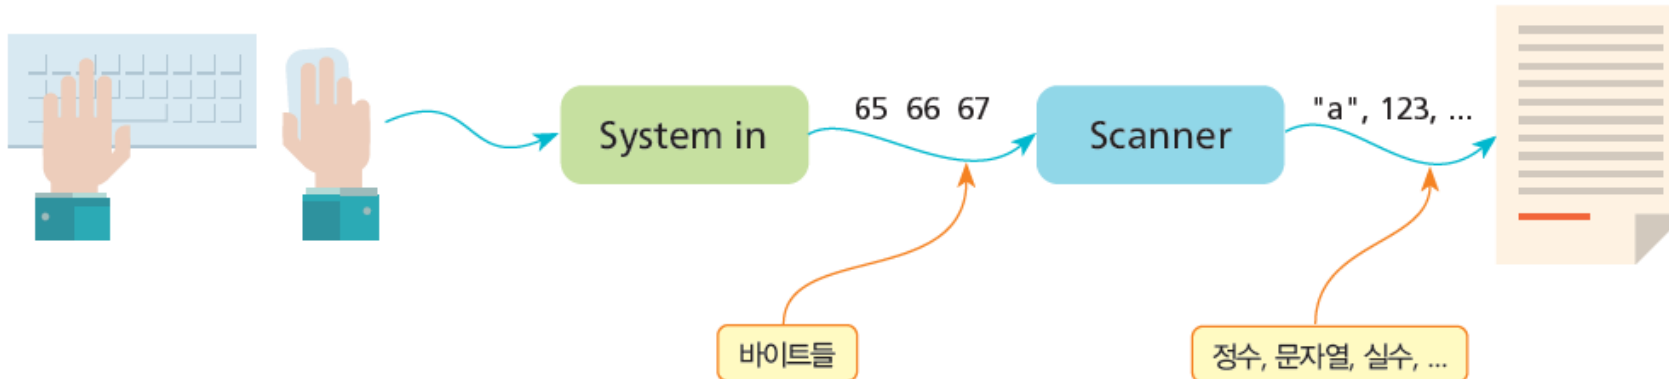 System in
65 66 67
Scanner
"a", 123, ...
바이트들
정수, 문자열, 실수, ...